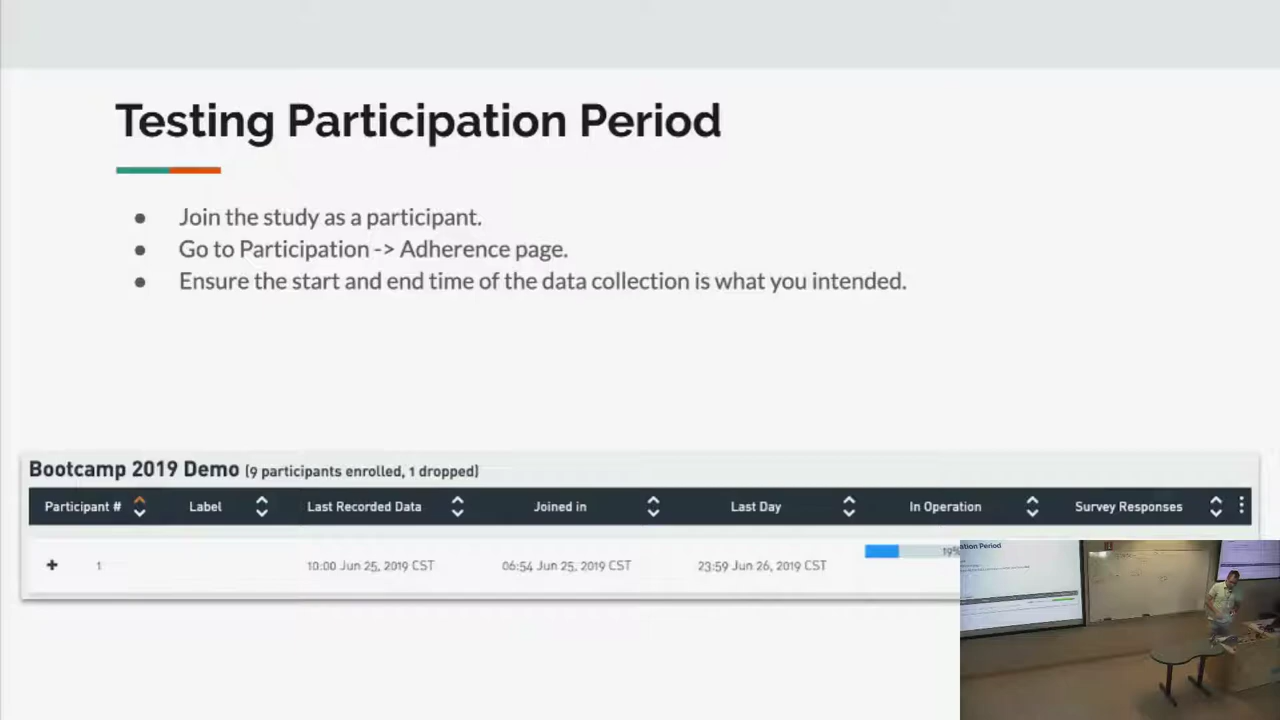 Testing Participation Period
● Join the study as a participant.
● Go to Participation -> Adherence page.
● Ensure the start and end time of the data collection is what you intended.
Bootcamp 2019 Demo (9 participants enrolled, 1 dropped)
Participant # Label Last Recorded Data Joined in Last Day In Operation Survey Responses
+ 1 10:00 Jun 25, 2019 CST 06:54 Jun 25, 2019 CST 23:59 Jun 26, 2019 CST 19%
ation Period